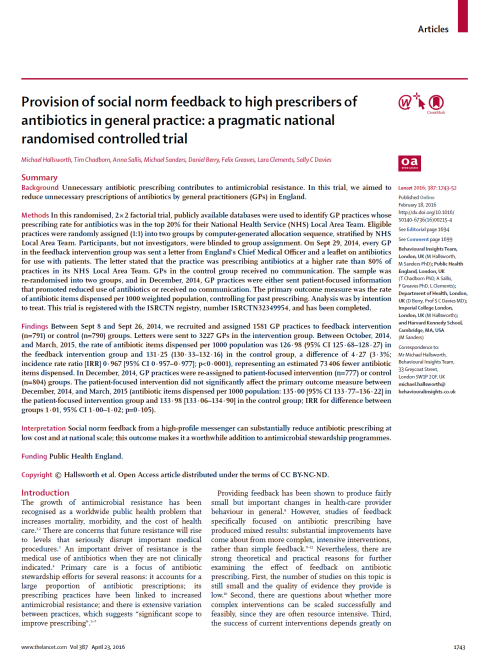 Articles
Provision of social norm feedback to high prescribers of
antibiotics in general practice: a pragmatic national
randomised controlled trial
Michael Hallsworth, Tim Chadborn, Anna Sallis, Michael Sanders, Daniel Berry, Felix Greaves, Lara Clements, Sally C Davies
Summary
Background Unnecessary antibiotic prescribing contributes to antimicrobial resistance. In this trial, we aimed to
reduce unnecessary prescriptions of antibiotics by general practitioners (GPs) in England.
Methods In this randomised, 2 × 2 factorial trial, publicly available databases were used to identify GP practices whose
prescribing rate for antibiotics was in the top 20% for their National Health Service (NHS) Local Area Team. Eligible
practices were randomly assigned (1:1) into two groups by computer-generated allocation sequence, stratified by NHS
Local Area Team. Participants, but not investigators, were blinded to group assignment. On Sept 29, 2014, every GP
in the feedback intervention group was sent a letter from England's Chief Medical Officer and a leaflet on antibiotics
for use with patients. The letter stated that the practice was prescribing antibiotics at a higher rate than 80% of
practices in its NHS Local Area Team. GPs in the control group received no communication. The sample was
re-randomised into two groups, and in December, 2014, GP practices were either sent patient-focused information
that promoted reduced use of antibiotics or received no communication. The primary outcome measure was the rate
of antibiotic items dispensed per 1000 weighted population, controlling for past prescribing. Analysis was by intention
to treat. This trial is registered with the ISRCTN registry, number ISRCTN32349954, and has been completed.
Findings Between Sept 8 and Sept 26, 2014, we recruited and assigned 1581 GP practices to feedback intervention
(n=791) or control (n=790) groups. Letters were sent to 3227 GPs in the intervention group. Between October, 2014,
and March, 2015, the rate of antibiotic items dispensed per 1000 population was 126·98 (95% CI 125·68–128·27) in
the feedback intervention group and 131·25 (130·33–132·16) in the control group, a difference of 4·27 (3·3%;
incidence rate ratio [IRR] 0·967 [95% CI 0·957–0·977]; p<0·0001), representing an estimated 73 406 fewer antibiotic
items dispensed. In December, 2014, GP practices were re-assigned to patient-focused intervention (n=777) or control
(n=804) groups. The patient-focused intervention did not significantly affect the primary outcome measure between
December, 2014, and March, 2015 (antibiotic items dispensed per 1000 population: 135·00 [95% CI 133·77–136·22] in
the patient-focused intervention group and 133·98 [133·06–134·90] in the control group; IRR for difference between
groups 1·01, 95% CI 1·00–1·02; p=0·105).
Interpretation Social norm feedback from a high-profile messenger can substantially reduce antibiotic prescribing at
low cost and at national scale; this outcome makes it a worthwhile addition to antimicrobial stewardship programmes.
Funding Public Health England.
Copyright © Hallsworth et al. Open Access article distributed under the terms of CC BY-NC-ND.
Introduction
The growth of antimicrobial resistance has been
recognised as a worldwide public health problem that
increases mortality, morbidity, and the cost of health
care.1,2 There are concerns that future resistance will rise
to levels that seriously disrupt important medical
procedures.3 An important driver of resistance is the
medical use of antibiotics when they are not clinically
indicated.4 Primary care is a focus of antibiotic
stewardship efforts for several reasons: it accounts for a
large proportion of antibiotic prescriptions; its
prescribing practices have been linked to increased
antimicrobial resistance; and there is extensive variation
between practices, which suggests "significant scope to
improve prescribing".5–7
Providing feedback has been shown to produce fairly
small but important changes in health-care provider
behaviour in general.8 However, studies of feedback
specifically focused on antibiotic prescribing have
produced mixed results: substantial improvements have
come about from more complex, intensive interventions,
rather than simple feedback.9–12 Nevertheless, there are
strong theoretical and practical reasons for further
examining the effect of feedback on antibiotic
prescribing. First, the number of studies on this topic is
still small and the quality of evidence they provide is
low.10 Second, there are questions about whether more
complex interventions can be scaled successfully and
feasibly, since they are often resource intensive. Third,
the success of current interventions depends greatly on
CrossMark
oa
OPEN ACCESS
Lancet 2016; 387: 1743–52
Published Online
February 18, 2016
http://dx.doi.org/10.1016/
S0140-6736(16)00215-4
See Editorial page 1694
See Comment page 1699
Behavioural Insights Team,
London, UK (M Hallsworth,
M Sanders PhD); Public Health
England, London, UK
(T Chadborn PhD, A Sallis,
F Greaves PhD, L Clements);
Department of Health, London,
UK (D Berry, Prof S C Davies MD);
Imperial College London,
London, UK (M Hallsworth);
and Harvard Kennedy School,
Cambridge, MA, USA
(M Sanders)
Correspondence to:
Mr Michael Hallsworth,
Behavioural Insights Team,
33 Greycoat Street,
London SW1P 2QF, UK
michael.hallsworth@
behaviouralinsights.co.uk
www.thelancet.com Vol 387 April 23, 2016
1743